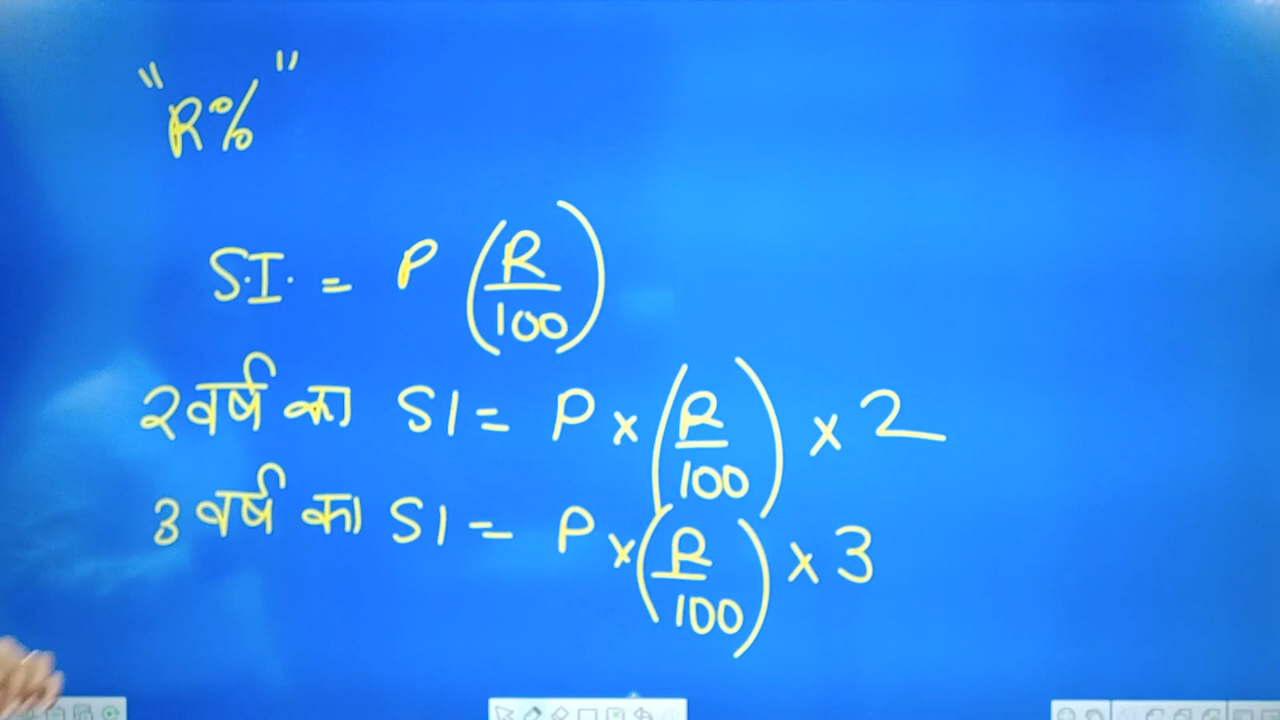 "R%"
S.I. = P (R/100)
2 वर्ष का SI = P × (R/100) × 2
3 वर्ष का SI = P × (R/100) × 3